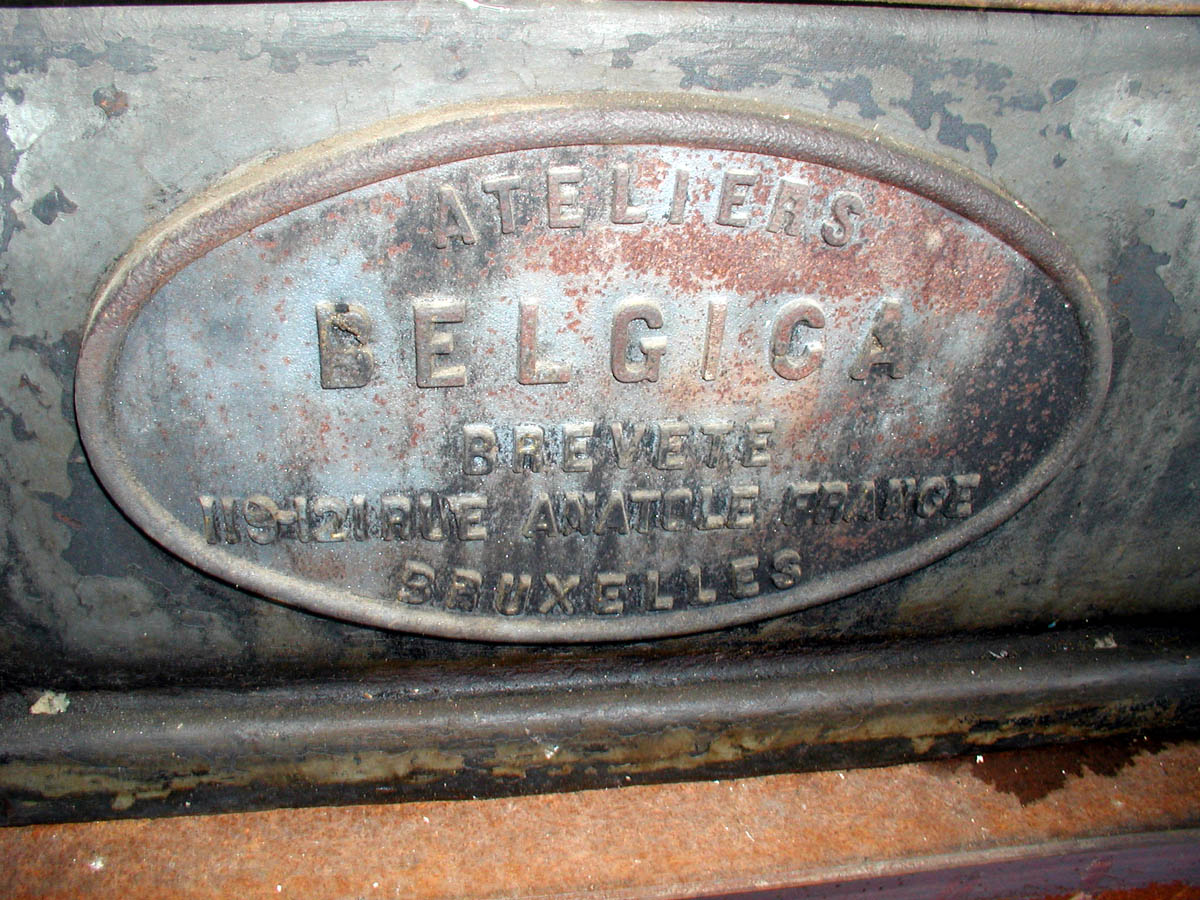 ATELIERS
BELGICA
BREVETE
119-121 RUE ANATOLE FRANCE
BRUXELLES